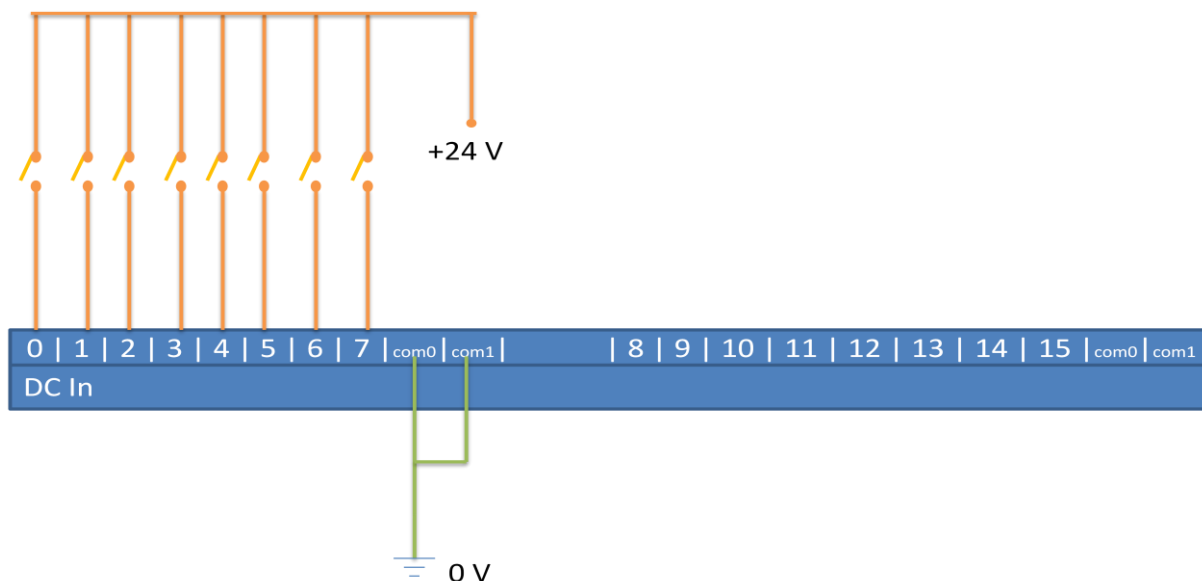 +24 V
0 | 1 | 2 | 3 | 4 | 5 | 6 | 7 | com0 | com1 | | 8 | 9 | 10 | 11 | 12 | 13 | 14 | 15 | com0 | com1
DC In
0 V